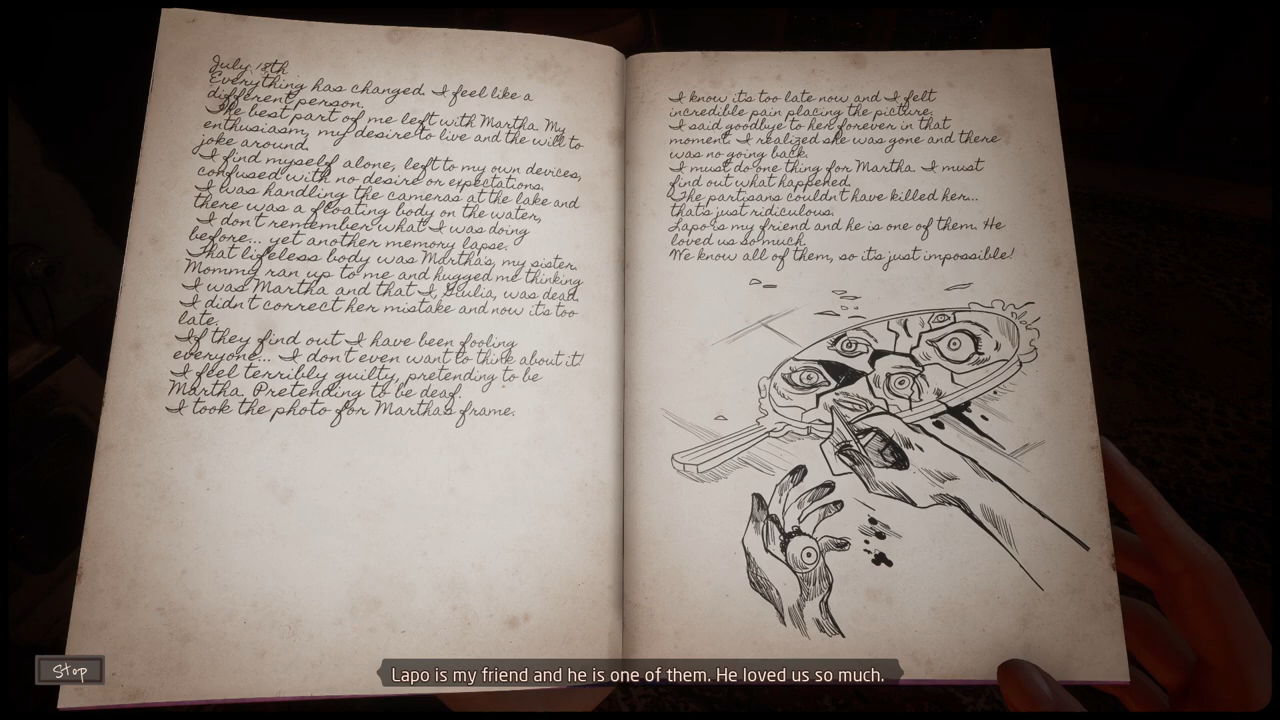 July 18th
Everything has changed. I feel like a
different person.
The best part of me left with Martha. My
enthusiasm, my desire to live and the will to
joke around.
I find myself alone, left to my own devices,
confused with no desire or expectations.
I was handling the cameras at the lake and
there was a floating body on the water,
I don't remember what I was doing
before... yet another memory lapse.
That lifeless body was Martha's, my sister.
Mommy ran up to me and hugged me thinking
I was Martha and that I, Giulia, was dead.
I didn't correct her mistake and now it's too
late.
If they find out I have been fooling
everyone... I don't even want to think about it!
I feel terribly guilty, pretending to be
Martha. Pretending to be deaf.
I took the photo for Martha's frame.
I know it's too late now and I felt
incredible pain placing the picture.
I said goodbye to her forever in that
moment. I realized she was gone and there
was no going back.
I must do one thing for Martha. I must
find out what happened.
The partisans couldn't have killed her...
that's just ridiculous.
Lapo is my friend and he is one of them. He
loved us so much.
We know all of them, so it's just impossible!
Stop
Lapo is my friend and he is one of them. He loved us so much.